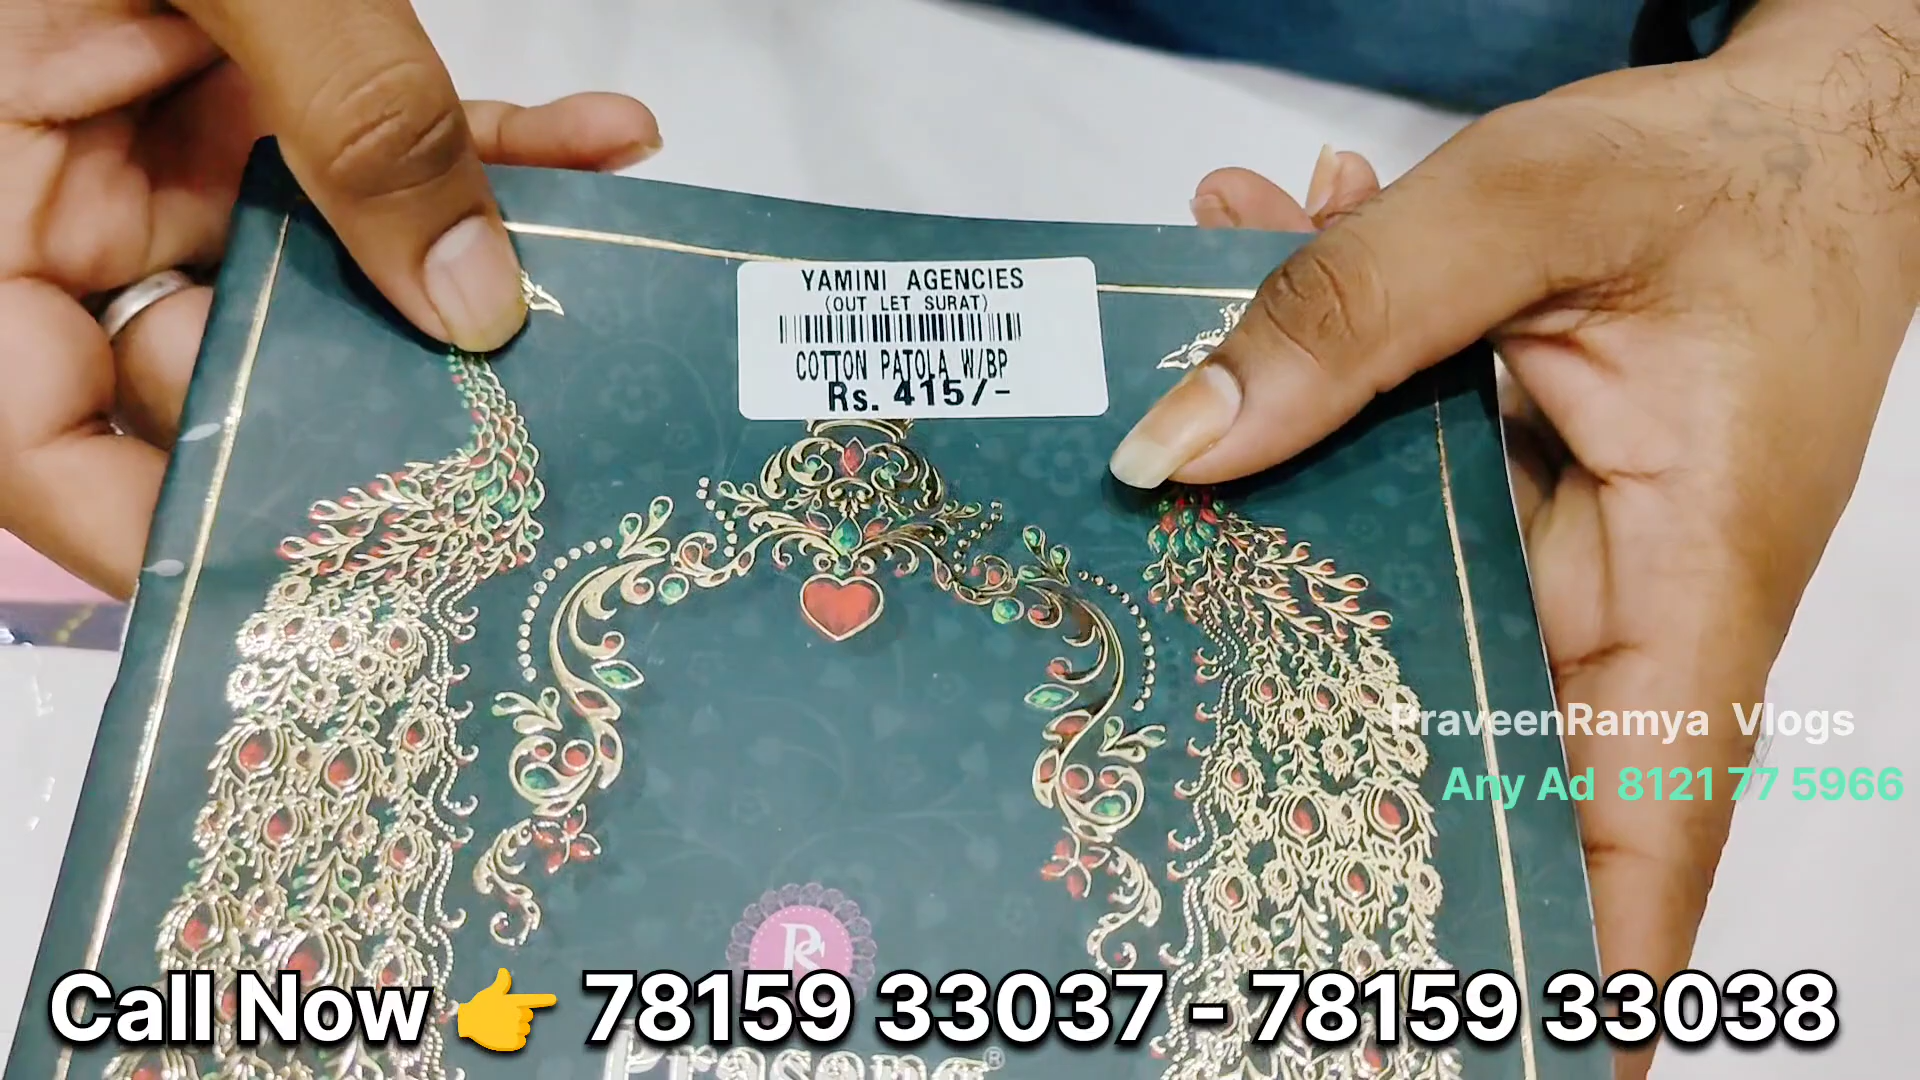 YAMINI AGENCIES
(OUT LET SURAT)
COTTON PATOLA W/BP
Rs. 415/-
PraveenRamya Vlogs
Any Ad 8121 77 5966
Call Now 👉 78159 33037 - 78159 33038
Prasang®